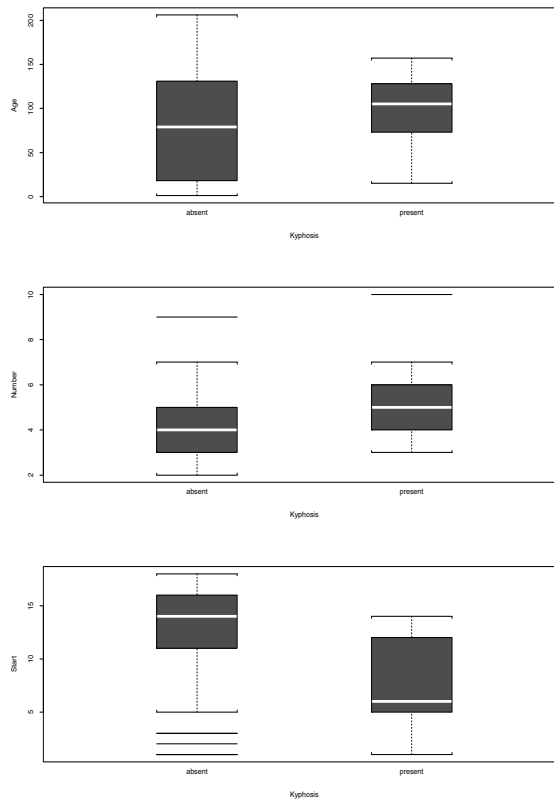 200
150
100
50
0
Age
absent present
Kyphosis
10
8
6
4
2
Number
absent present
Kyphosis
15
10
5
Start
absent present
Kyphosis